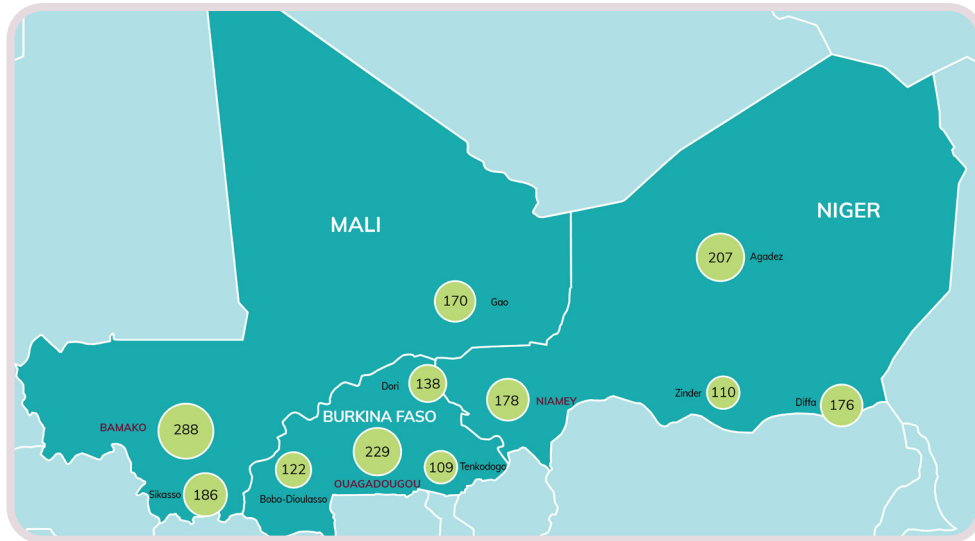 MALI
NIGER
207
Agadez
170
Gao
Dori
138
178
NIAMEY
Zinder
110
Diffa
176
BURKINA FASO
BAMAKO
288
229
OUAGADOUGOU
122
Bobo-Dioulasso
109
Tenkodogo
Sikasso
186